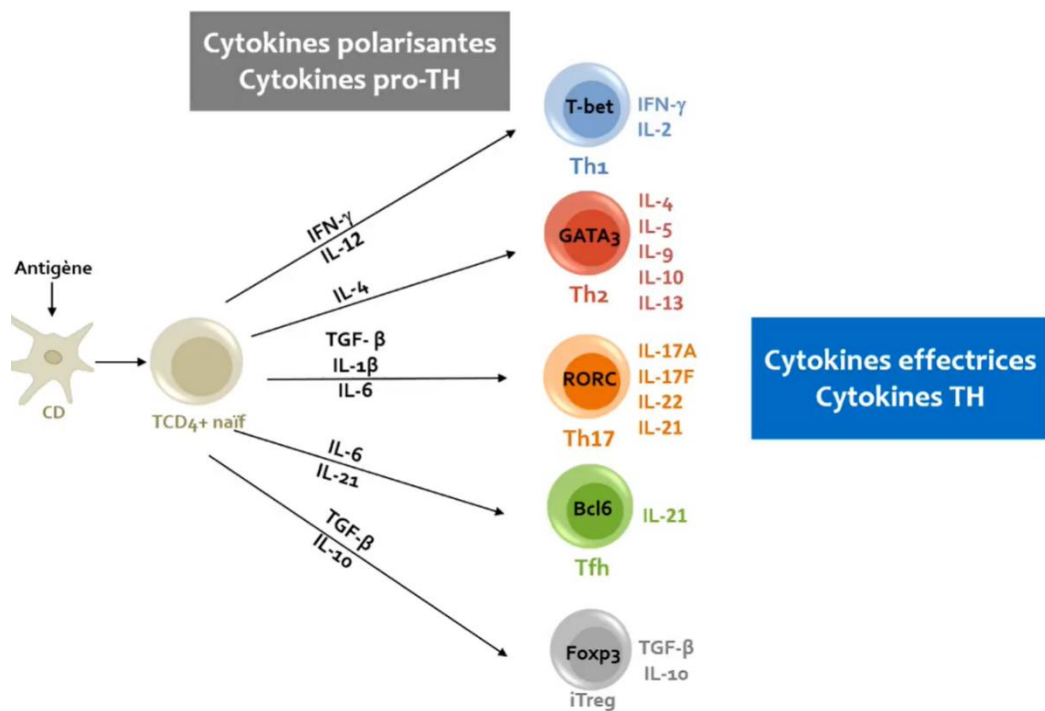 Cytokines polarisantes
Cytokines pro-TH
T-bet
IFN-γ
IL-2
Th1
IFN-γ
IL-12
GATA3
IL-4
IL-5
IL-9
IL-10
IL-13
Th2
IL-4
Antigène
CD
TCD4+ naïf
TGF- β
IL-1β
IL-6
RORC
IL-17A
IL-17F
IL-22
IL-21
Th17
Cytokines effectrices
Cytokines TH
IL-6
IL-21
Bcl6
IL-21
Tfh
TGF-β
IL-10
Foxp3
TGF-β
IL-10
iTreg